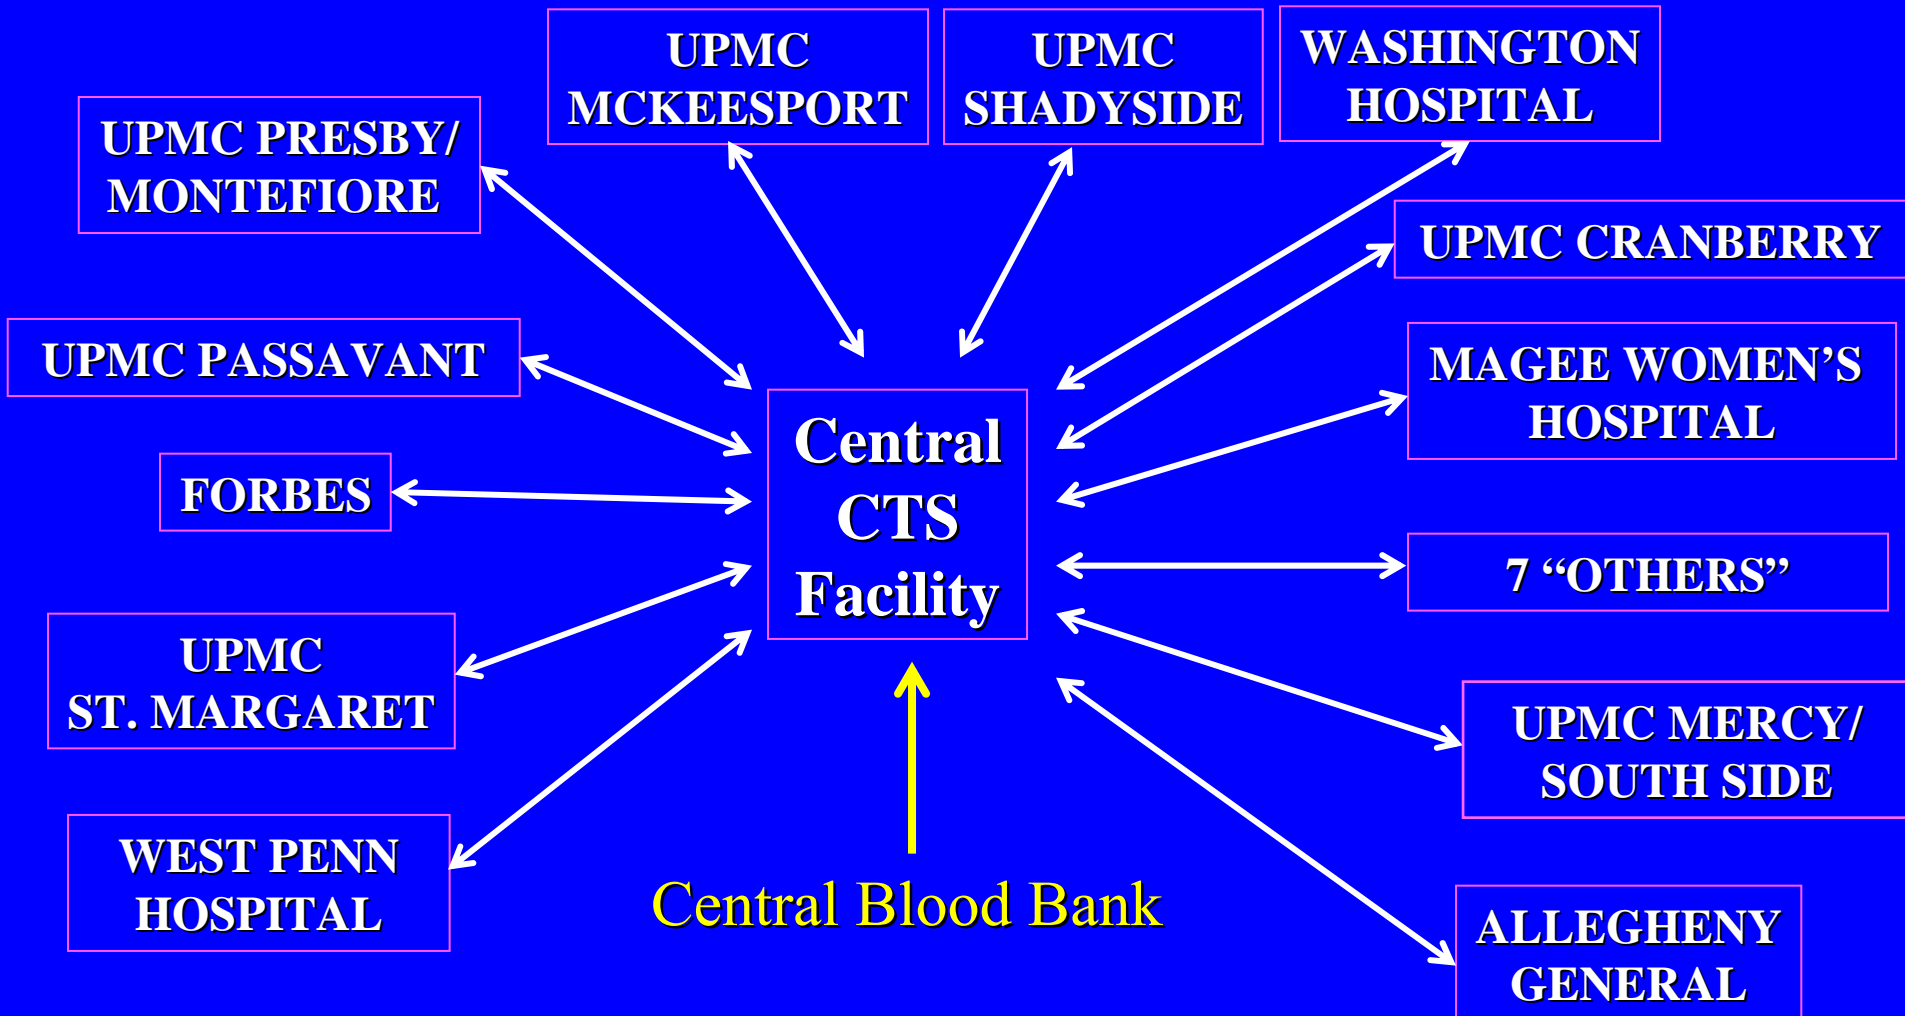 UPMC
MCKEESPORT
UPMC
SHADYSIDE
WASHINGTON
HOSPITAL
UPMC PRESBY/
MONTEFIORE
UPMC CRANBERRY
UPMC PASSAVANT
MAGEE WOMEN’S
HOSPITAL
Central
CTS
Facility
FORBES
7 “OTHERS”
UPMC
ST. MARGARET
UPMC MERCY/
SOUTH SIDE
WEST PENN
HOSPITAL
Central Blood Bank
ALLEGHENY
GENERAL